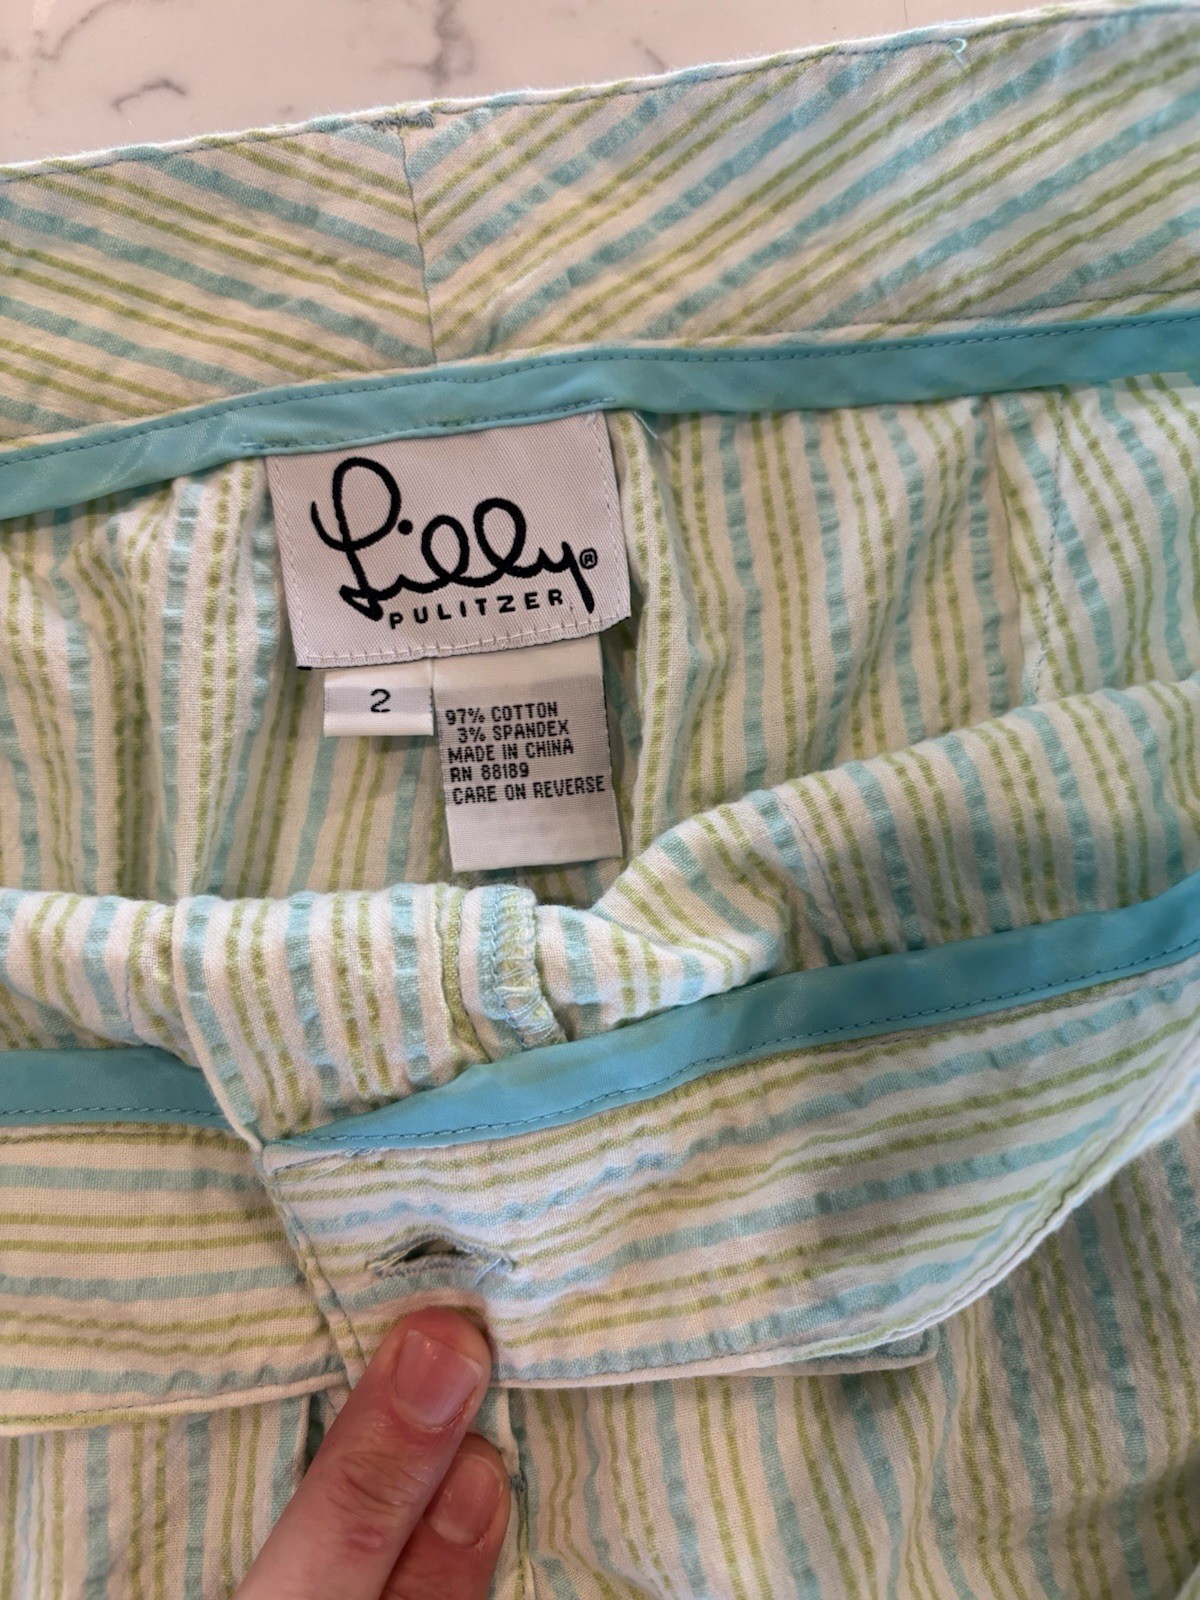 Lilly®
PULITZER
2
97% COTTON
3% SPANDEX
MADE IN CHINA
RN 88189
CARE ON REVERSE